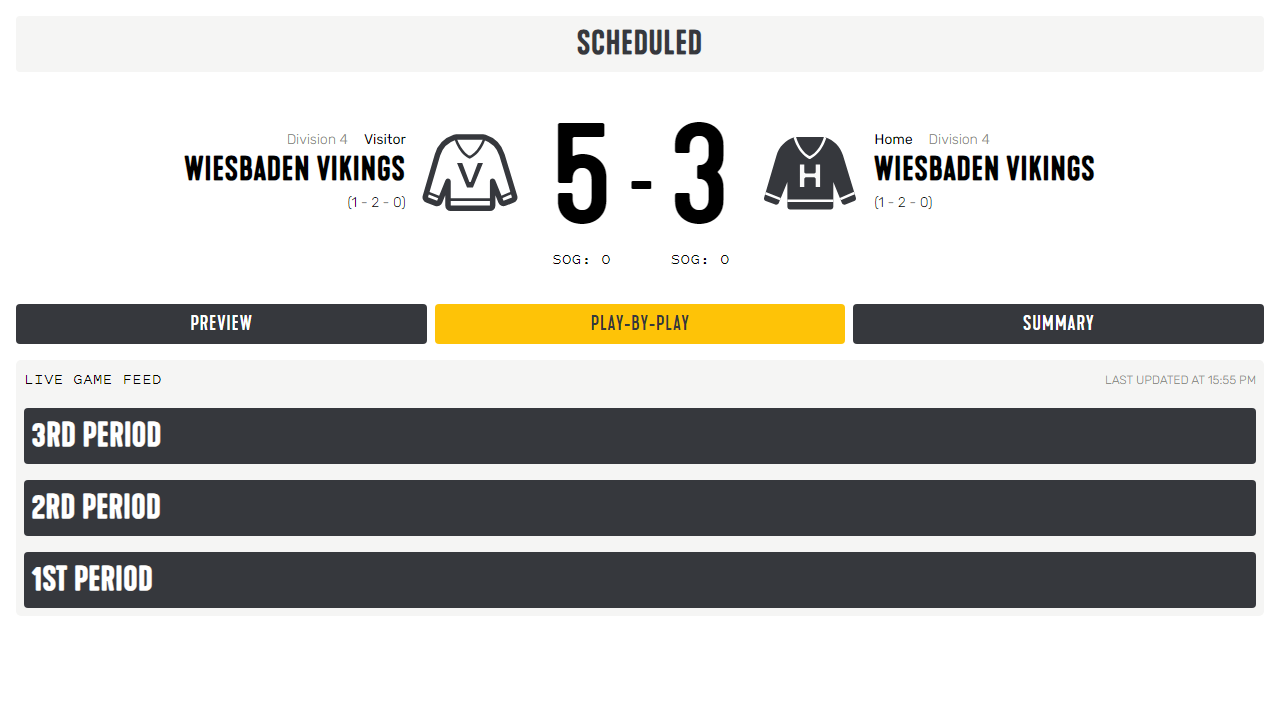 SCHEDULED
Division 4 Visitor
WIESBADEN VIKINGS
(1 - 2 - 0)
V
5 - 3
SOG: 0 SOG: 0
H
Home Division 4
WIESBADEN VIKINGS
(1 - 2 - 0)
PREVIEW
PLAY-BY-PLAY
SUMMARY
LIVE GAME FEED
LAST UPDATED AT 15:55 PM
3RD PERIOD
2RD PERIOD
1ST PERIOD